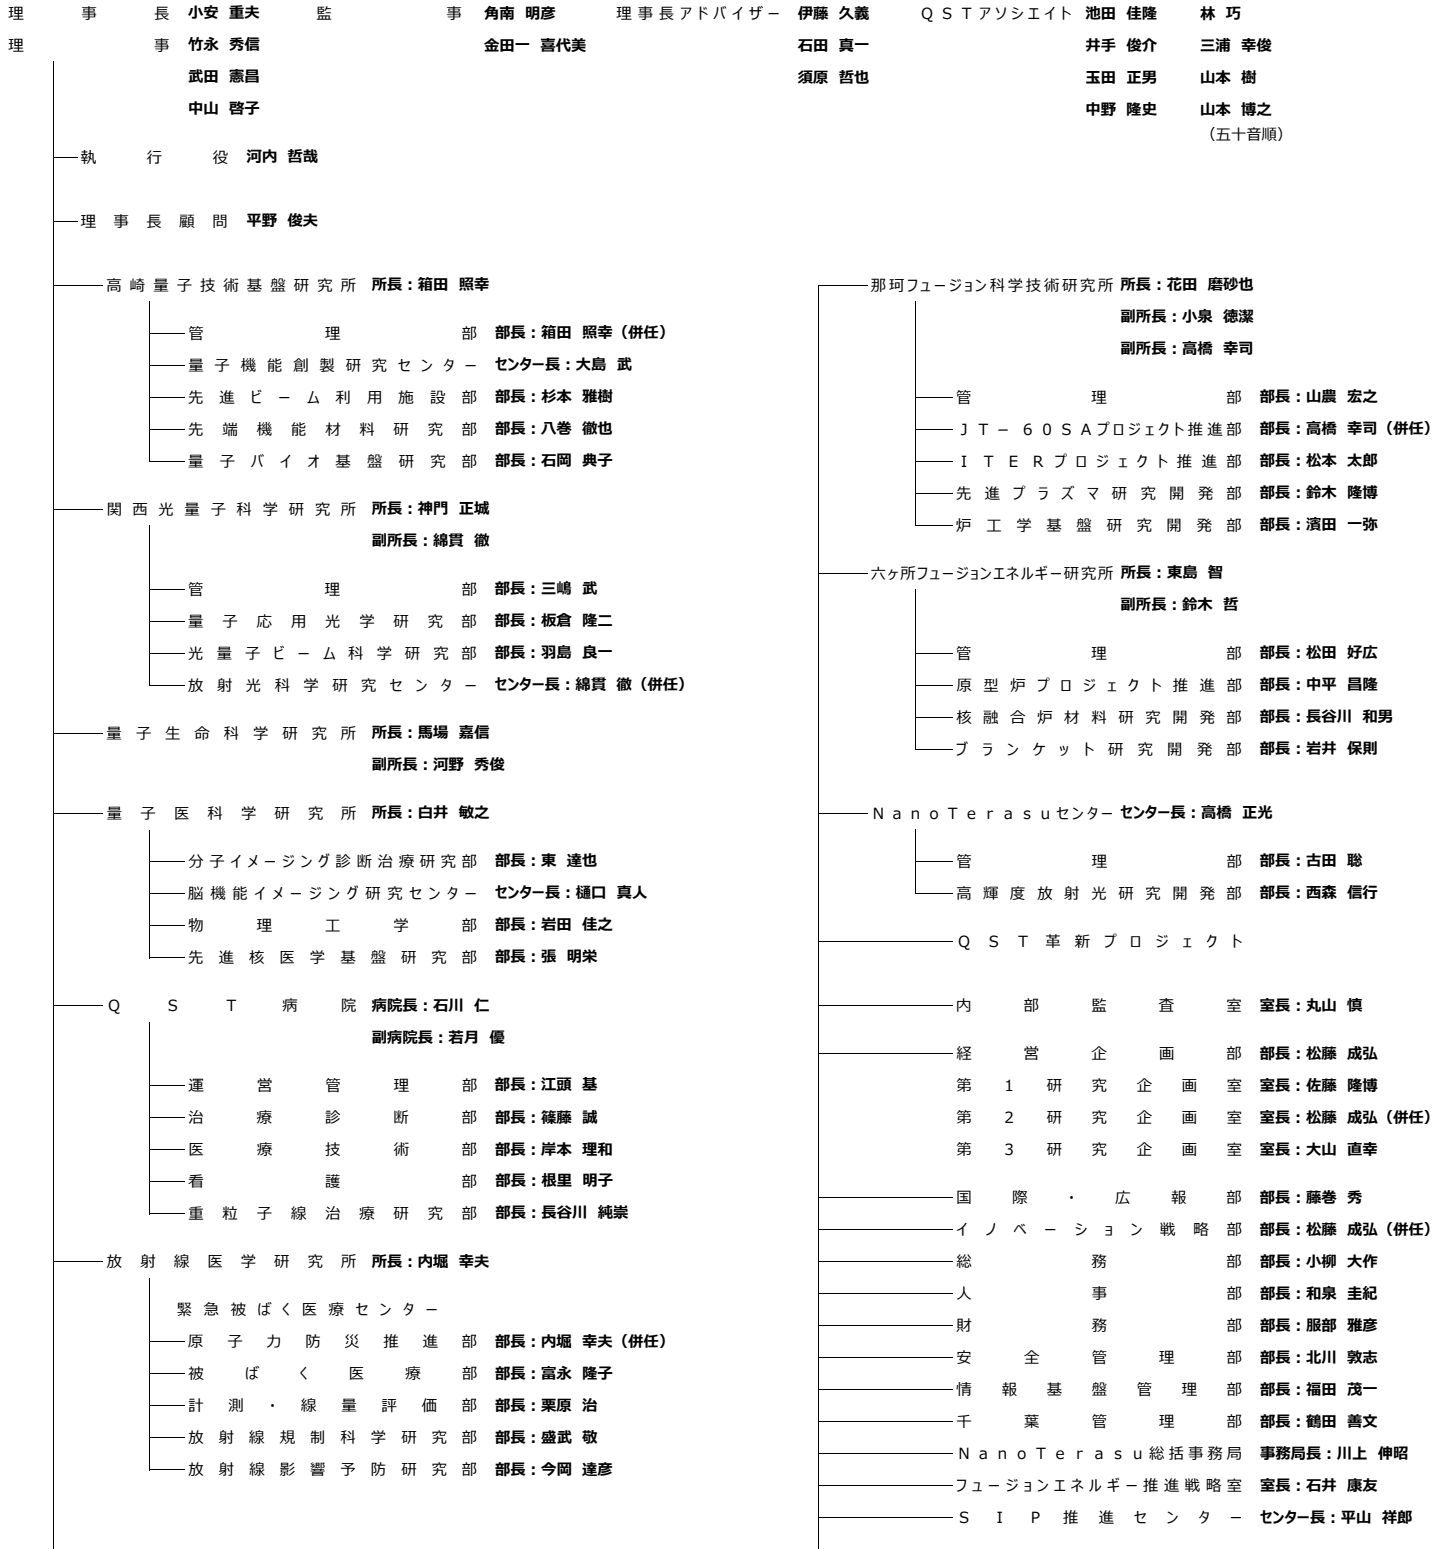 理事長 小安 重夫 監事 角南 明彦 理事長アドバイザー 伊藤 久義 QSTアソシエイト 池田 佳隆 林 巧
理事 竹永 秀信 金田一 喜代美 石田 真一 井手 俊介 三浦 幸俊
武田 憲昌 須原 哲也 玉田 正男 山本 樹
中山 啓子 中野 隆史 山本 博之
（五十音順）
執行役 河内 哲哉
理事長顧問 平野 俊夫
高崎量子技術基盤研究所 所長：箱田 照幸
管理部 部長：箱田 照幸（併任）
量子機能創製研究センター センター長：大島 武
先進ビーム利用施設部 部長：杉本 雅樹
先端機能材料研究部 部長：八巻 徹也
量子バイオ基盤研究部 部長：石岡 典子
関西光量子科学研究所 所長：神門 正城
副所長：綿貫 徹
管理部 部長：三嶋 武
量子応用光学研究部 部長：板倉 隆二
光量子ビーム科学研究部 部長：羽島 良一
放射光科学研究センター センター長：綿貫 徹（併任）
量子生命科学研究所 所長：馬場 嘉信
副所長：河野 秀俊
量子医科学研究所 所長：白井 敏之
分子イメージング診断治療研究部 部長：東 達也
脳機能イメージング研究センター センター長：樋口 真人
物理工学部 部長：岩田 佳之
先進核医学基盤研究部 部長：張 明栄
QST病院 病院長：石川 仁
副病院長：若月 優
運営管理部 部長：江頭 基
治療診断部 部長：篠藤 誠
医療技術部 部長：岸本 理和
看護部 部長：根里 明子
重粒子線治療研究部 部長：長谷川 純崇
放射線医学研究所 所長：内堀 幸夫
緊急被ばく医療センター
原子力防災推進部 部長：内堀 幸夫（併任）
被ばく医療部 部長：富永 隆子
計測・線量評価部 部長：栗原 治
放射線規制科学研究部 部長：盛武 敬
放射線影響予防研究部 部長：今岡 達彦
那珂フュージョン科学技術研究所 所長：花田 磨砂也
副所長：小泉 徳潔
副所長：高橋 幸司
管理部 部長：山農 宏之
JT－60SAプロジェクト推進部 部長：高橋 幸司（併任）
ITERプロジェクト推進部 部長：松本 太郎
先進プラズマ研究開発部 部長：鈴木 隆博
炉工学基盤研究開発部 部長：濱田 一弥
六ヶ所フュージョンエネルギー研究所 所長：東島 智
副所長：鈴木 哲
管理部 部長：松田 好広
原型炉プロジェクト推進部 部長：中平 昌隆
核融合炉材料研究開発部 部長：長谷川 和男
ブランケット研究開発部 部長：岩井 保則
NanoTerasuセンター センター長：高橋 正光
管理部 部長：古田 聡
高輝度放射光研究開発部 部長：西森 信行
QST革新プロジェクト
内部監査室 室長：丸山 慎
経営企画部 部長：松藤 成弘
第1研究企画室 室長：佐藤 隆博
第2研究企画室 室長：松藤 成弘（併任）
第3研究企画室 室長：大山 直幸
国際・広報部 部長：藤巻 秀
イノベーション戦略部 部長：松藤 成弘（併任）
総務部 部長：小柳 大作
人事部 部長：和泉 圭紀
財務部 部長：服部 雅彦
安全管理部 部長：北川 敦志
情報基盤管理部 部長：福田 茂一
千葉管理部 部長：鶴田 善文
NanoTerasu総括事務局 事務局長：川上 伸昭
フュージョンエネルギー推進戦略室 室長：石井 康友
SIP推進センター センター長：平山 祥郎